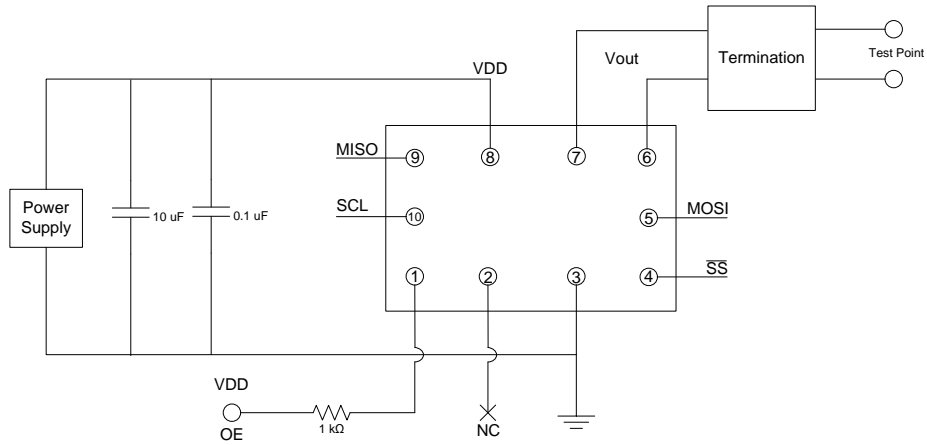 Vout
Termination
Test Point
VDD
MISO
9
8
7
6
Power
Supply
10 uF
0.1 uF
SCL
10
5
MOSI
1
2
3
4
SS
VDD
OE
1 kΩ
NC